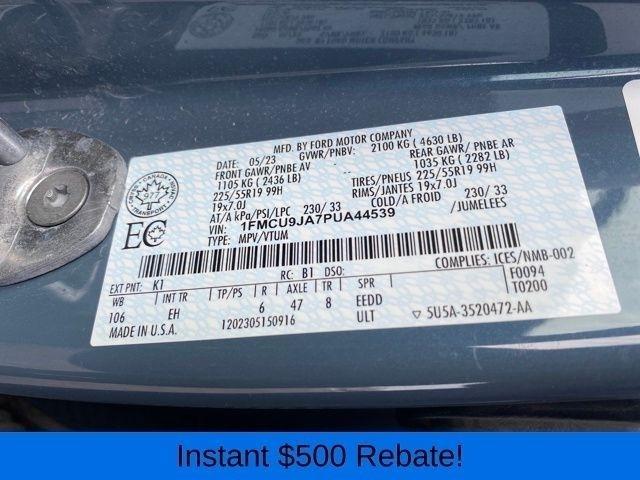 MFD. BY FORD MOTOR COMPANY
DATE: 05/23 GVWR/PNBV: 2100 KG ( 4630 LB)
FRONT GAWR/PNBE AV REAR GAWR/ PNBE AR
1105 KG ( 2436 LB) 1035 KG ( 2282 LB)
225/55R19 99H TIRES/PNEUS 225/55R19 99H
19x7.0J RIMS/JANTES 19x7.0J
AT/A kPa/PSI/LPC 230/ 33 COLD/A FROID 230/ 33
VIN: 1FMCU9JA7PUA44539 /JUMELEES
TYPE: MPV/VTUM
CANADA
977
TRANSPORT
EC
COMPLIANCE: ICES/NMB-002
EXT PNT: K1 RC: B1 DSO: F0094
WB INT TR TP/PS R AXLE TR SPR T0200
106 EH 6 47 8 EEDD
MADE IN U.S.A. 1202305150916 ULT ▽ 5U5A-3520472-AA
Instant $500 Rebate!